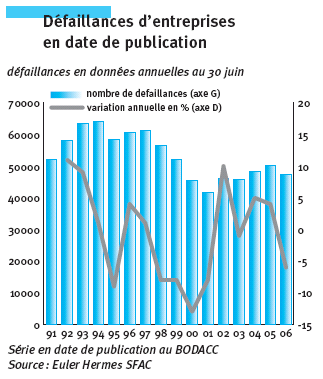 Défaillances d'entreprises
en date de publication
défaillances en données annuelles au 30 juin
nombre de defaillances (axe G)
variation annuelle en % (axe D)
70000 20
60000 15
50000 10
40000 5
30000 0
20000 -5
10000 -10
0 -15
91 92 93 94 95 96 97 98 99 00 01 02 03 04 05 06
Série en date de publication au BODACC
Source : Euler Hermes SFAC